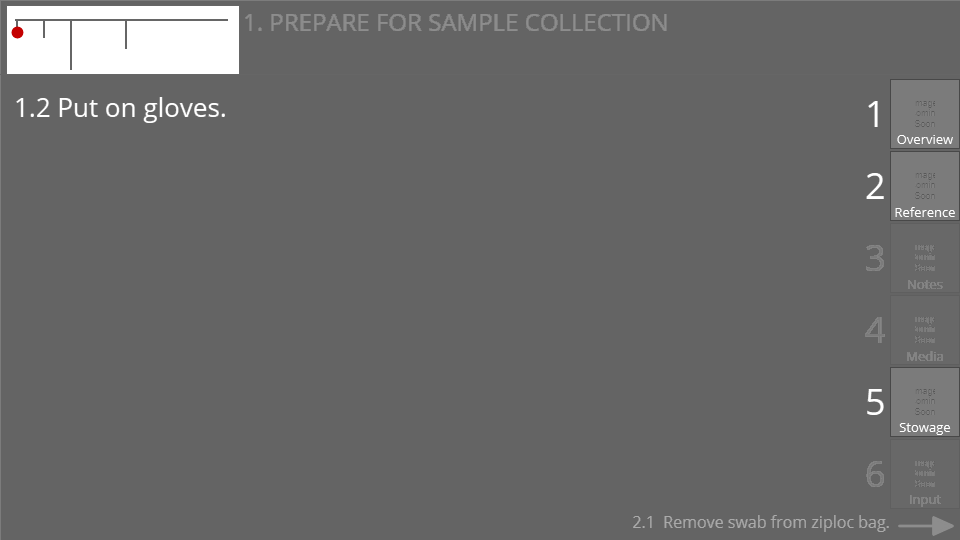 1. PREPARE FOR SAMPLE COLLECTION
1.2 Put on gloves.
1
Overview
2
Reference
3
Notes
4
Media
5
Stowage
6
Input
2.1 Remove swab from ziploc bag.